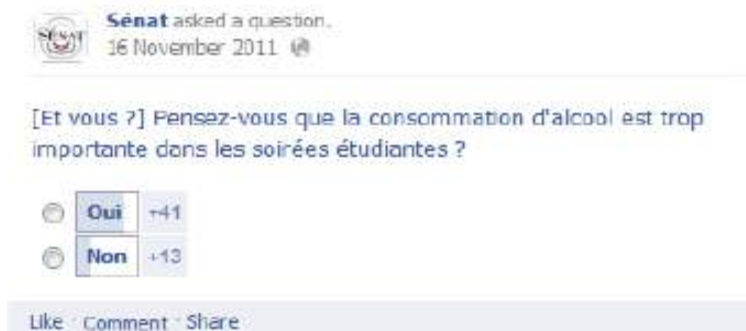 SÉNAT
Sénat asked a question.
16 November 2011
[Et vous ?] Pensez-vous que la consommation d'alcool est trop
importante dans les soirées étudiantes ?
Oui +41
Non +13
Like · Comment · Share